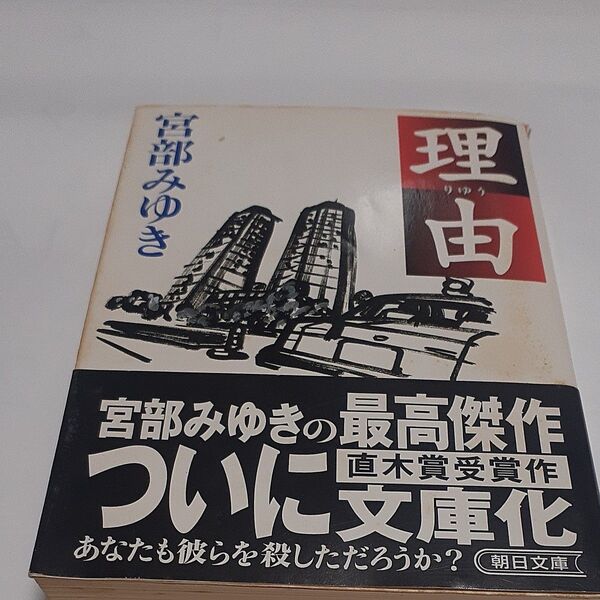 理由
りゆう
宮部みゆき
宮部みゆきの最高傑作
ついに文庫化
直木賞受賞作
あなたも彼らを殺しただろうか?
朝日文庫